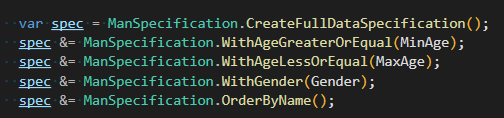 var spec = ManSpecification.CreateFullDataSpecification();
spec &= ManSpecification.WithAgeGreaterOrEqual(MinAge);
spec &= ManSpecification.WithAgeLessOrEqual(MaxAge);
spec &= ManSpecification.WithGender(Gender);
spec &= ManSpecification.OrderByName();